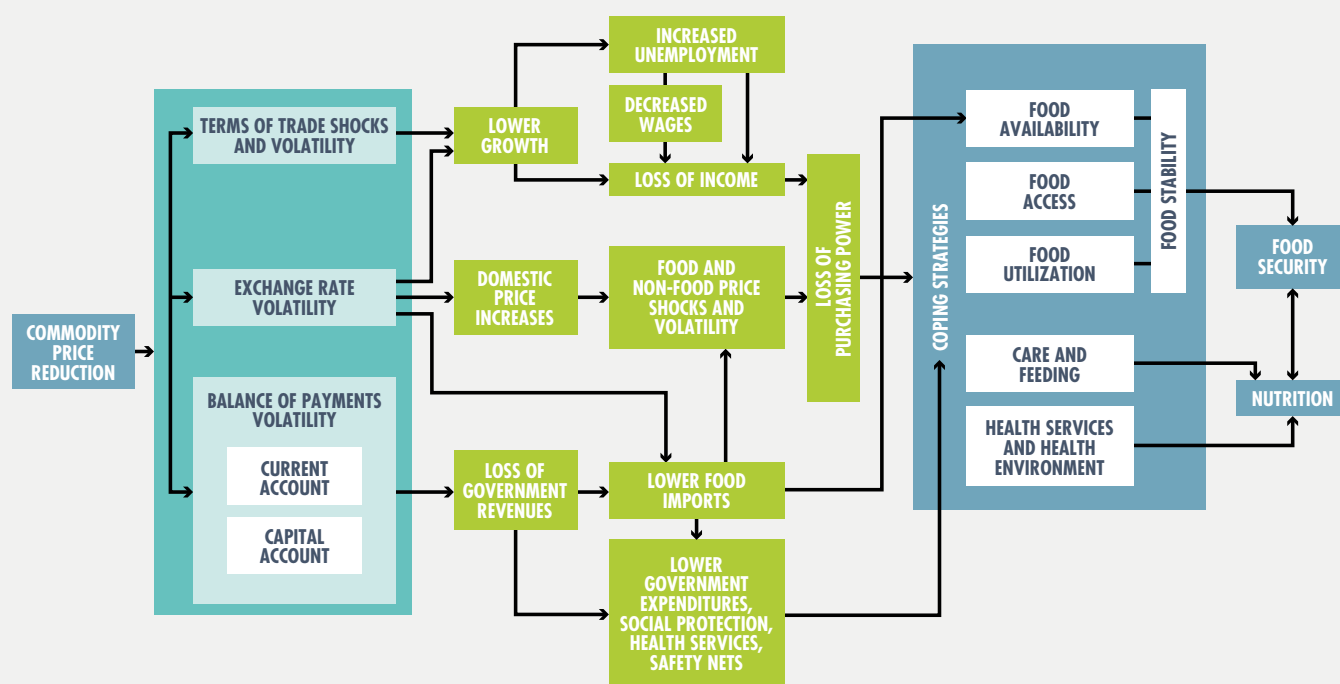 COMMODITY
PRICE
REDUCTION
TERMS OF TRADE SHOCKS
AND VOLATILITY
EXCHANGE RATE
VOLATILITY
BALANCE OF PAYMENTS
VOLATILITY
CURRENT
ACCOUNT
CAPITAL
ACCOUNT
LOWER
GROWTH
DOMESTIC
PRICE
INCREASES
LOSS OF
GOVERNMENT
REVENUES
INCREASED
UNEMPLOYMENT
DECREASED
WAGES
LOSS OF INCOME
FOOD AND
NON-FOOD PRICE
SHOCKS AND
VOLATILITY
LOWER FOOD
IMPORTS
LOWER
GOVERNMENT
EXPENDITURES,
SOCIAL PROTECTION,
HEALTH SERVICES,
SAFETY NETS
LOSS OF
PURCHASING POWER
COPING STRATEGIES
FOOD
AVAILABILITY
FOOD
ACCESS
FOOD
UTILIZATION
CARE AND
FEEDING
HEALTH SERVICES
AND HEALTH
ENVIRONMENT
FOOD STABILITY
FOOD
SECURITY
NUTRITION